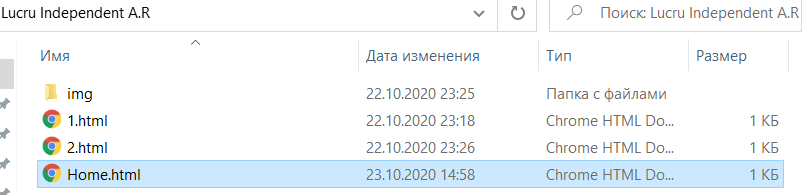 Lucru Independent A.R
Поиск: Lucru Independent A.R
Имя Дата изменения Тип Размер
img 22.10.2020 23:25 Папка с файлами
1.html 22.10.2020 23:18 Chrome HTML Do... 1 КБ
2.html 22.10.2020 23:26 Chrome HTML Do... 1 КБ
Home.html 23.10.2020 14:58 Chrome HTML Do... 1 КБ